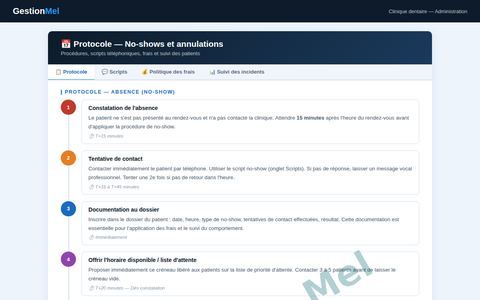 GestionMel
Clinique dentaire — Administration
📅 Protocole — No-shows et annulations
Procédures, scripts téléphoniques, frais et suivi des patients
📋 Protocole 💬 Scripts 💰 Politique des frais 📊 Suivi des incidents
PROTOCOLE — ABSENCE (NO-SHOW)
1
Constatation de l'absence
Le patient ne s'est pas présenté au rendez-vous et n'a pas contacté la clinique. Attendre 15 minutes après l'heure du rendez-vous avant
d'appliquer la procédure de no-show.
⏱ T+15 minutes
2
Tentative de contact
Contacter immédiatement le patient par téléphone. Utiliser le script no-show (onglet Scripts). Si pas de réponse, laisser un message vocal
professionnel. Tenter une 2e fois si pas de retour dans l'heure.
⏱ T+15 à T+45 minutes
3
Documentation au dossier
Inscrire dans le dossier du patient : date, heure, type de no-show, tentatives de contact effectuées, résultat. Cette documentation est
essentielle pour l'application des frais et le suivi du comportement.
⏱ Immédiatement
4
Offrir l'horaire disponible / liste d'attente
Proposer immédiatement ce créneau libéré aux patients sur la liste de priorité d'attente. Contacter 3 à 5 patients avant de laisser le
créneau vide.
⏱ T+20 minutes — Dès constatation
Mel